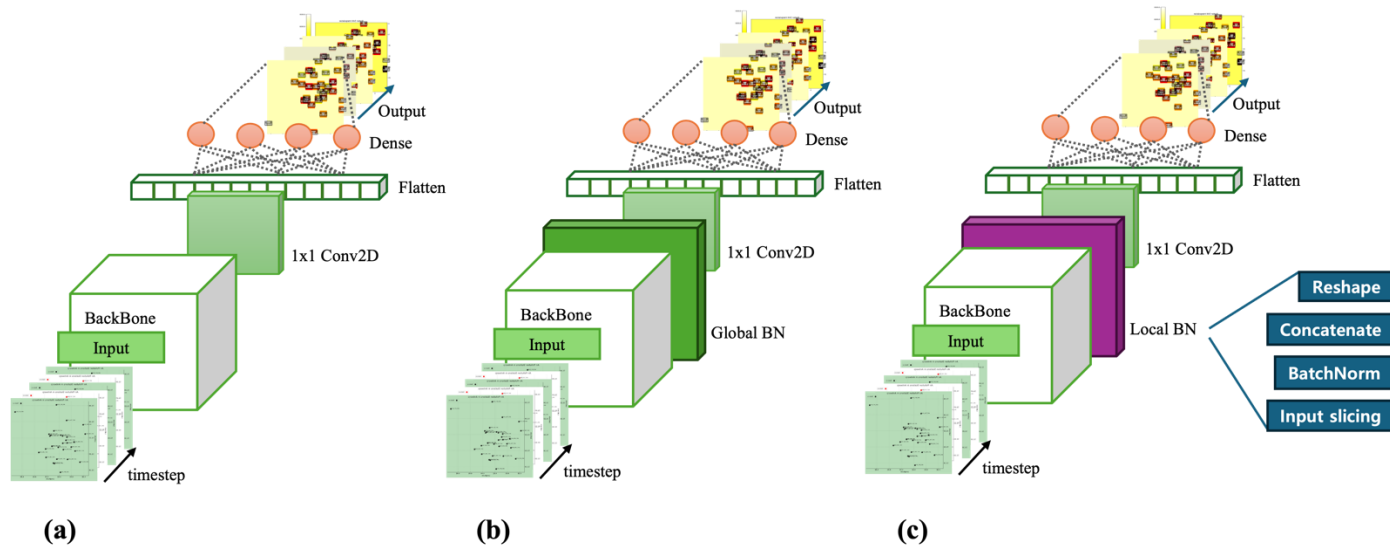 Output
Dense
Flatten
1x1 Conv2D
BackBone
Input
timestep
(a)
Output
Dense
Flatten
1x1 Conv2D
BackBone
Global BN
Input
timestep
(b)
Output
Dense
Flatten
1x1 Conv2D
BackBone
Local BN
Input
timestep
Reshape
Concatenate
BatchNorm
Input slicing
(c)